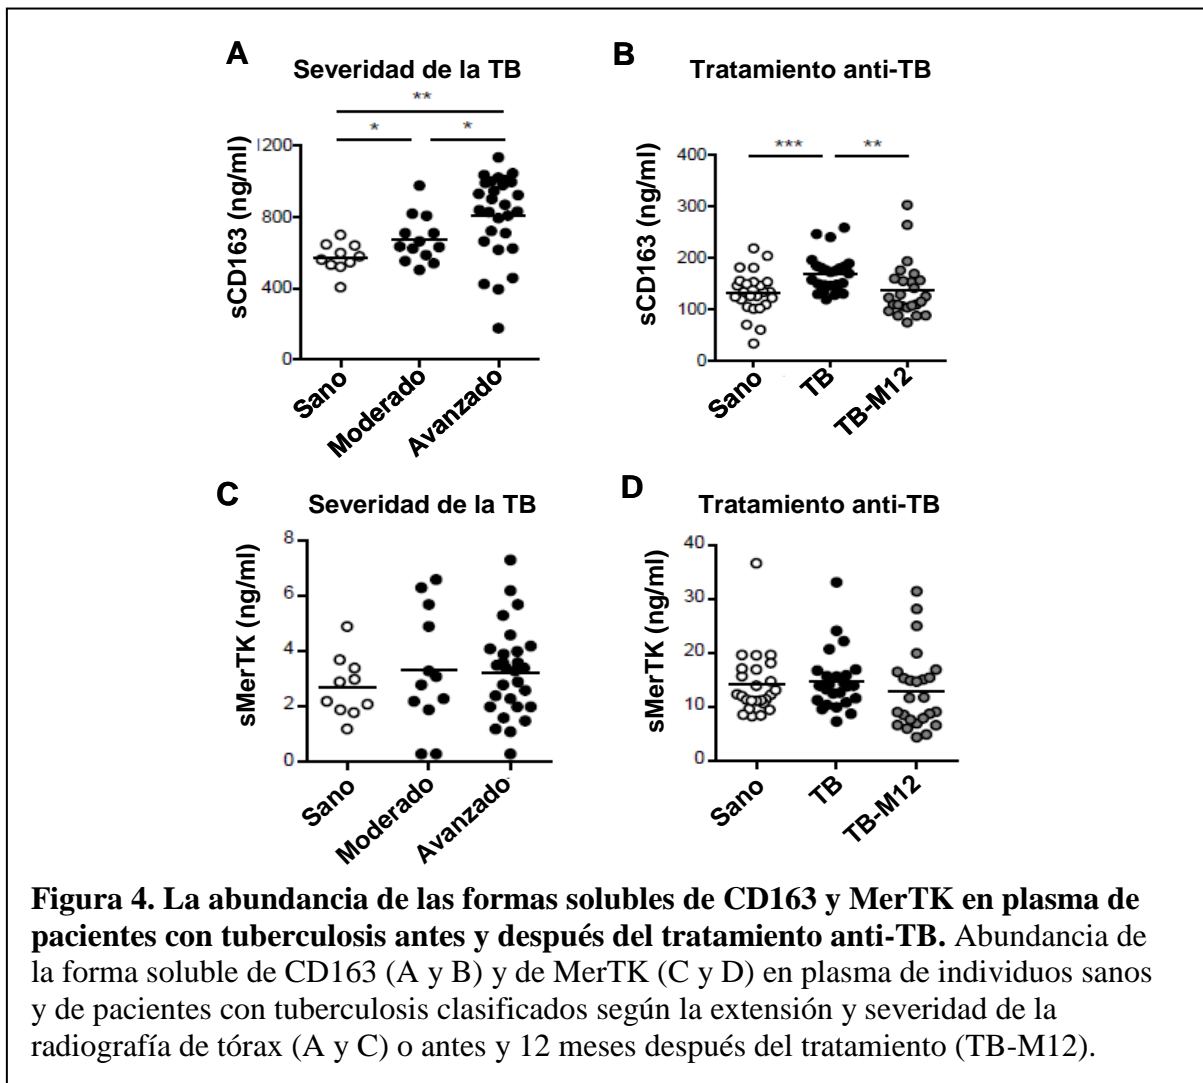 A
Severidad de la TB
**
*
*
sCD163 (ng/ml)
1200
800
400
0
Sano
Moderado
Avanzado
B
Tratamiento anti-TB
***
**
sCD163 (ng/ml)
400
300
200
100
0
Sano
TB
TB-M12
C
Severidad de la TB
sMerTK (ng/ml)
8
6
4
2
0
Sano
Moderado
Avanzado
D
Tratamiento anti-TB
sMerTK (ng/ml)
40
30
20
10
0
Sano
TB
TB-M12
Figura 4. La abundancia de las formas solubles de CD163 y MerTK en plasma de
pacientes con tuberculosis antes y después del tratamiento anti-TB. Abundancia de
la forma soluble de CD163 (A y B) y de MerTK (C y D) en plasma de individuos sanos
y de pacientes con tuberculosis clasificados según la extensión y severidad de la
radiografía de tórax (A y C) o antes y 12 meses después del tratamiento (TB-M12).